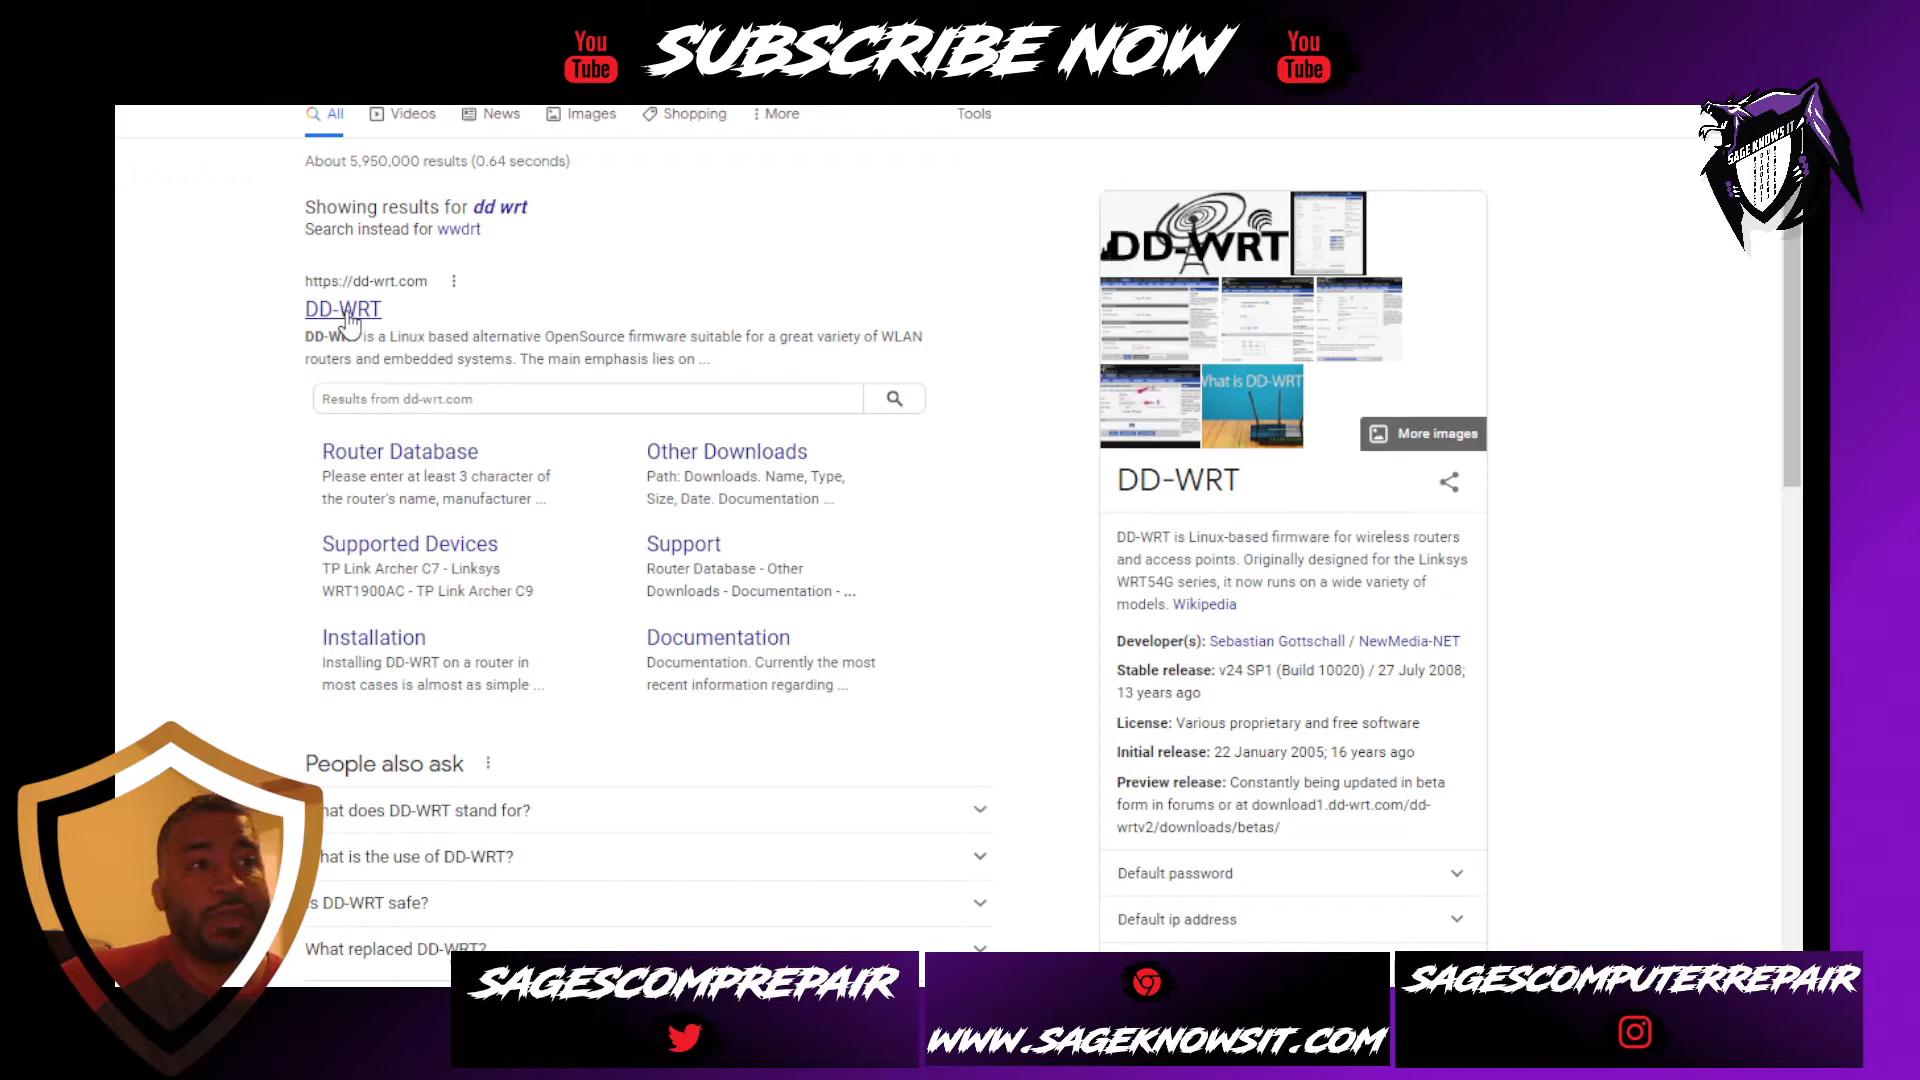 You
Tube
SUBSCRIBE NOW
You
Tube
All
Videos
News
Images
Shopping
More
Tools
SAGE KNOWS IT
About 5,950,000 results (0.64 seconds)
Showing results for dd wrt
Search instead for wwdrt
https://dd-wrt.com
DD-WRT
DD-W is a Linux based alternative OpenSource firmware suitable for a great variety of WLAN
routers and embedded systems. The main emphasis lies on ...
Results from dd-wrt.com
Router Database
Please enter at least 3 character of
the router's name, manufacturer ...
Other Downloads
Path: Downloads. Name, Type,
Size, Date. Documentation ...
Supported Devices
TP Link Archer C7 - Linksys
WRT1900AC - TP Link Archer C9
Support
Router Database - Other
Downloads - Documentation - ...
Installation
Installing DD-WRT on a router in
most cases is almost as simple ...
Documentation
Documentation. Currently the most
recent information regarding ...
People also ask
hat does DD-WRT stand for?
hat is the use of DD-WRT?
s DD-WRT safe?
What replaced DD-WRT?
DD-WRT
What is DD-WRT
More images
DD-WRT
DD-WRT is Linux-based firmware for wireless routers
and access points. Originally designed for the Linksys
WRT54G series, it now runs on a wide variety of
models. Wikipedia
Developer(s): Sebastian Gottschall / NewMedia-NET
Stable release: v24 SP1 (Build 10020) / 27 July 2008;
13 years ago
License: Various proprietary and free software
Initial release: 22 January 2005; 16 years ago
Preview release: Constantly being updated in beta
form in forums or at download1.dd-wrt.com/dd-
wrtv2/downloads/betas/
Default password
Default ip address
SAGESCOMPREPAIR
WWW.SAGEKNOWSIT.COM
SAGESCOMPUTERREPAIR